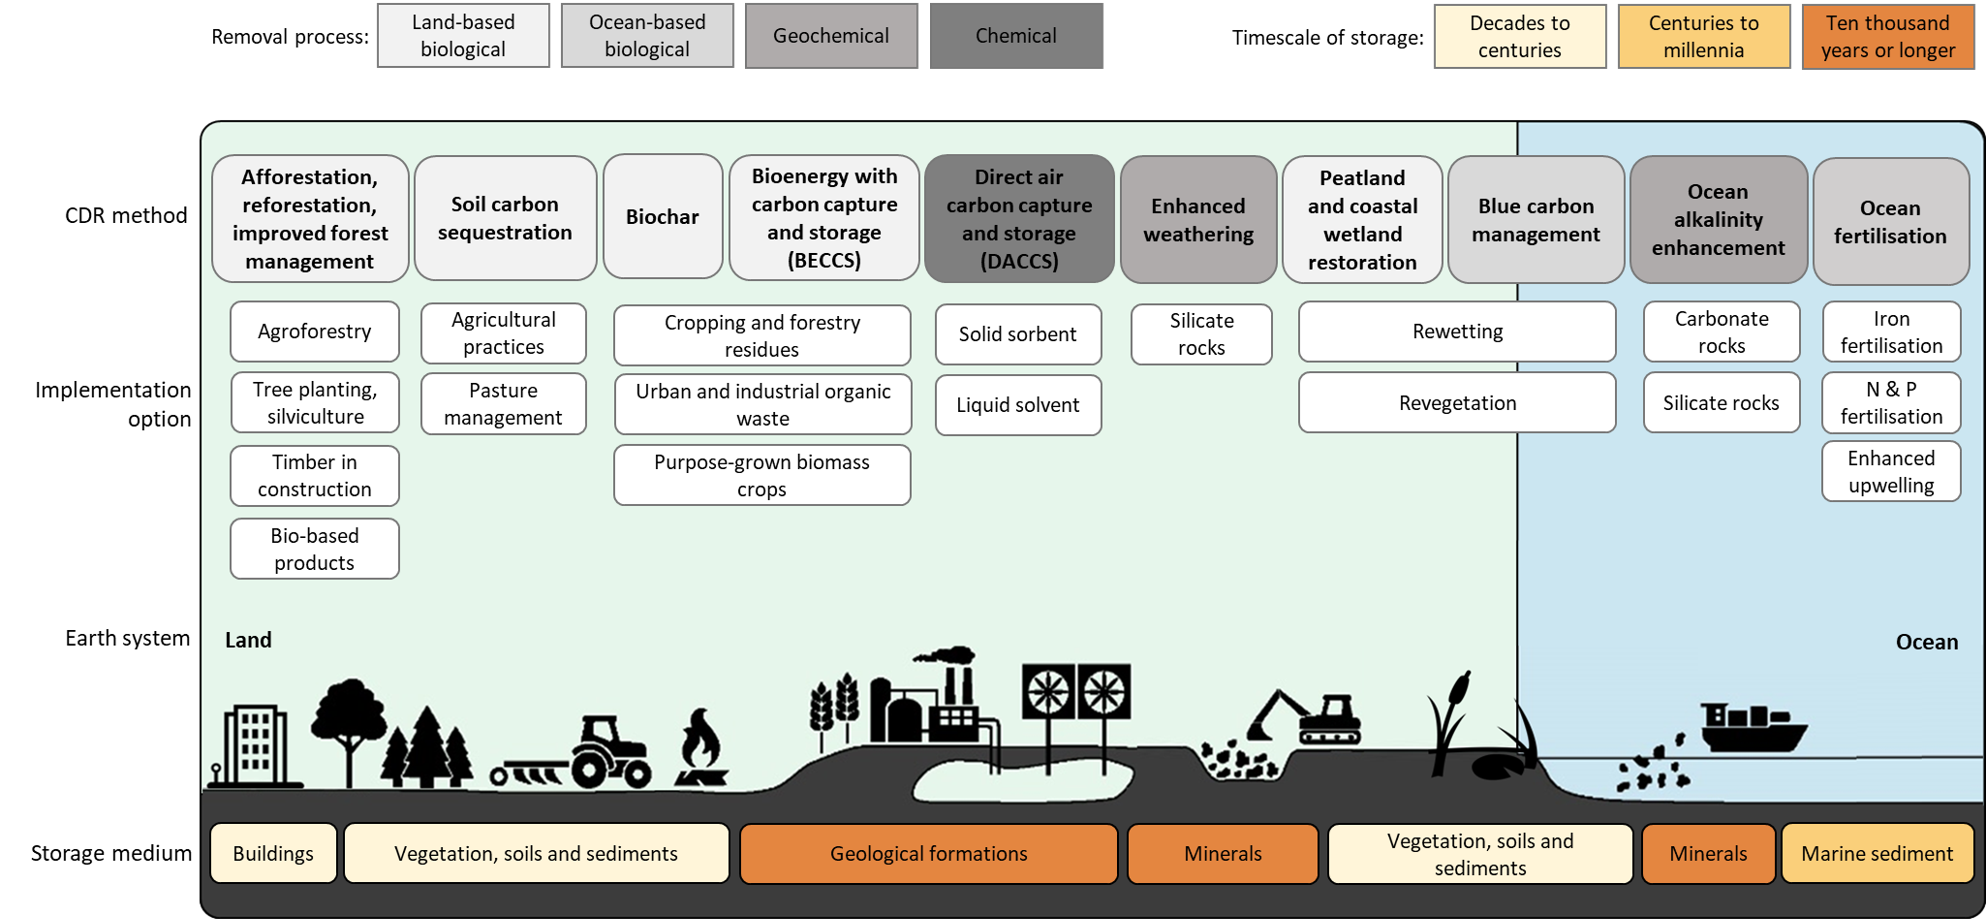 Removal process:
Land-based
biological
Ocean-based
biological
Geochemical
Chemical
Timescale of storage:
Decades to
centuries
Centuries to
millennia
Ten thousand
years or longer
CDR method
Afforestation,
reforestation,
improved forest
management
Soil carbon
sequestration
Biochar
Bioenergy with
carbon capture
and storage
(BECCS)
Direct air
carbon capture
and storage
(DACCS)
Enhanced
weathering
Peatland
and coastal
wetland
restoration
Blue carbon
management
Ocean
alkalinity
enhancement
Ocean
fertilisation
Implementation
option
Agroforestry
Tree planting,
silviculture
Timber in
construction
Bio-based
products
Agricultural
practices
Pasture
management
Cropping and forestry
residues
Urban and industrial organic
waste
Purpose-grown biomass
crops
Solid sorbent
Liquid solvent
Silicate
rocks
Rewetting
Revegetation
Carbonate
rocks
Silicate rocks
Iron
fertilisation
N & P
fertilisation
Enhanced
upwelling
Earth system
Land
Ocean
Storage medium
Buildings
Vegetation, soils and sediments
Geological formations
Minerals
Vegetation, soils and
sediments
Minerals
Marine sediment